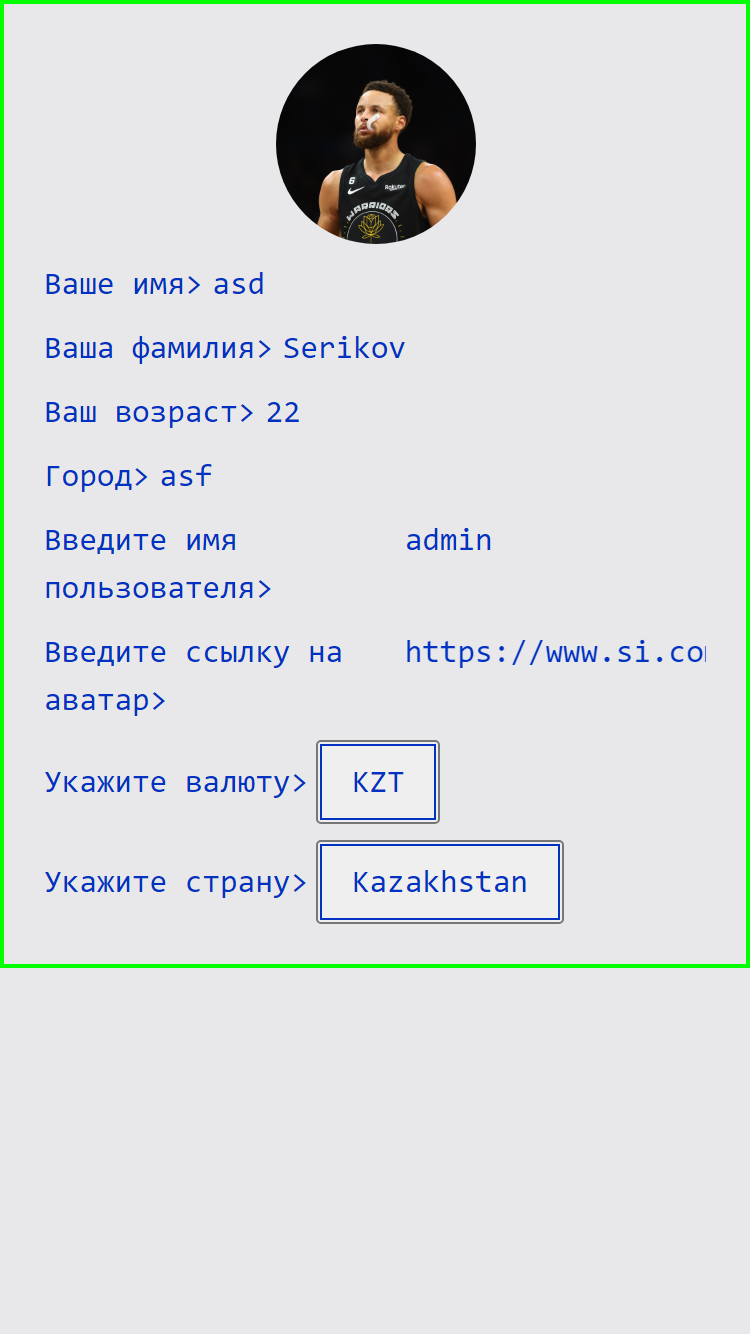 6
Rakuten
WARRIORS
Ваше имя> asd
Ваша фамилия> Serikov
Ваш возраст> 22
Город> asf
Введите имя admin
пользователя>
Введите ссылку на https://www.si.co
аватар>
Укажите валюту> KZT
Укажите страну> Kazakhstan